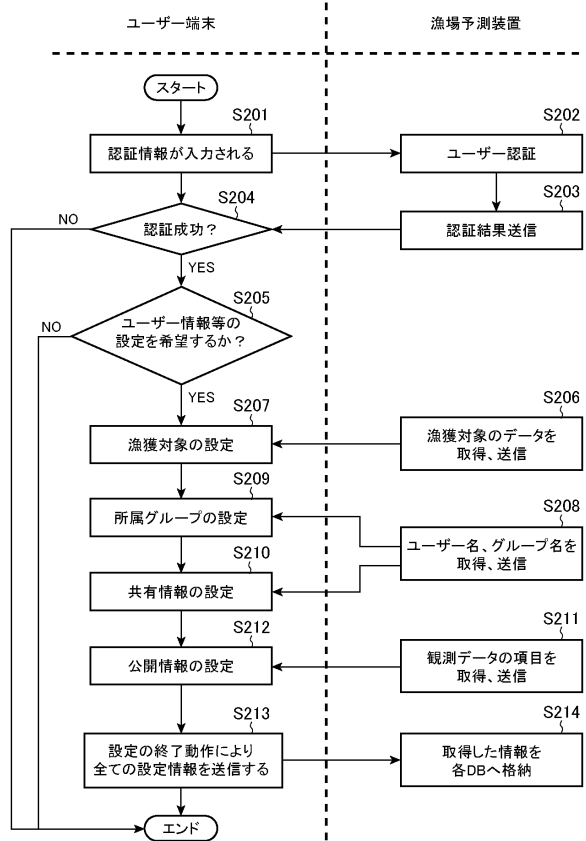 ユーザー端末
漁場予測装置
スタート
S201
認証情報が入力される
S202
ユーザー認証
S203
認証結果送信
S204
認証成功？
NO
YES
S205
ユーザー情報等の
設定を希望するか？
NO
YES
S206
漁獲対象のデータを
取得、送信
S207
漁獲対象の設定
S208
ユーザー名、グループ名を
取得、送信
S209
所属グループの設定
S210
共有情報の設定
S211
観測データの項目を
取得、送信
S212
公開情報の設定
S213
設定の終了動作により
全ての設定情報を送信する
S214
取得した情報を
各DBへ格納
エンド